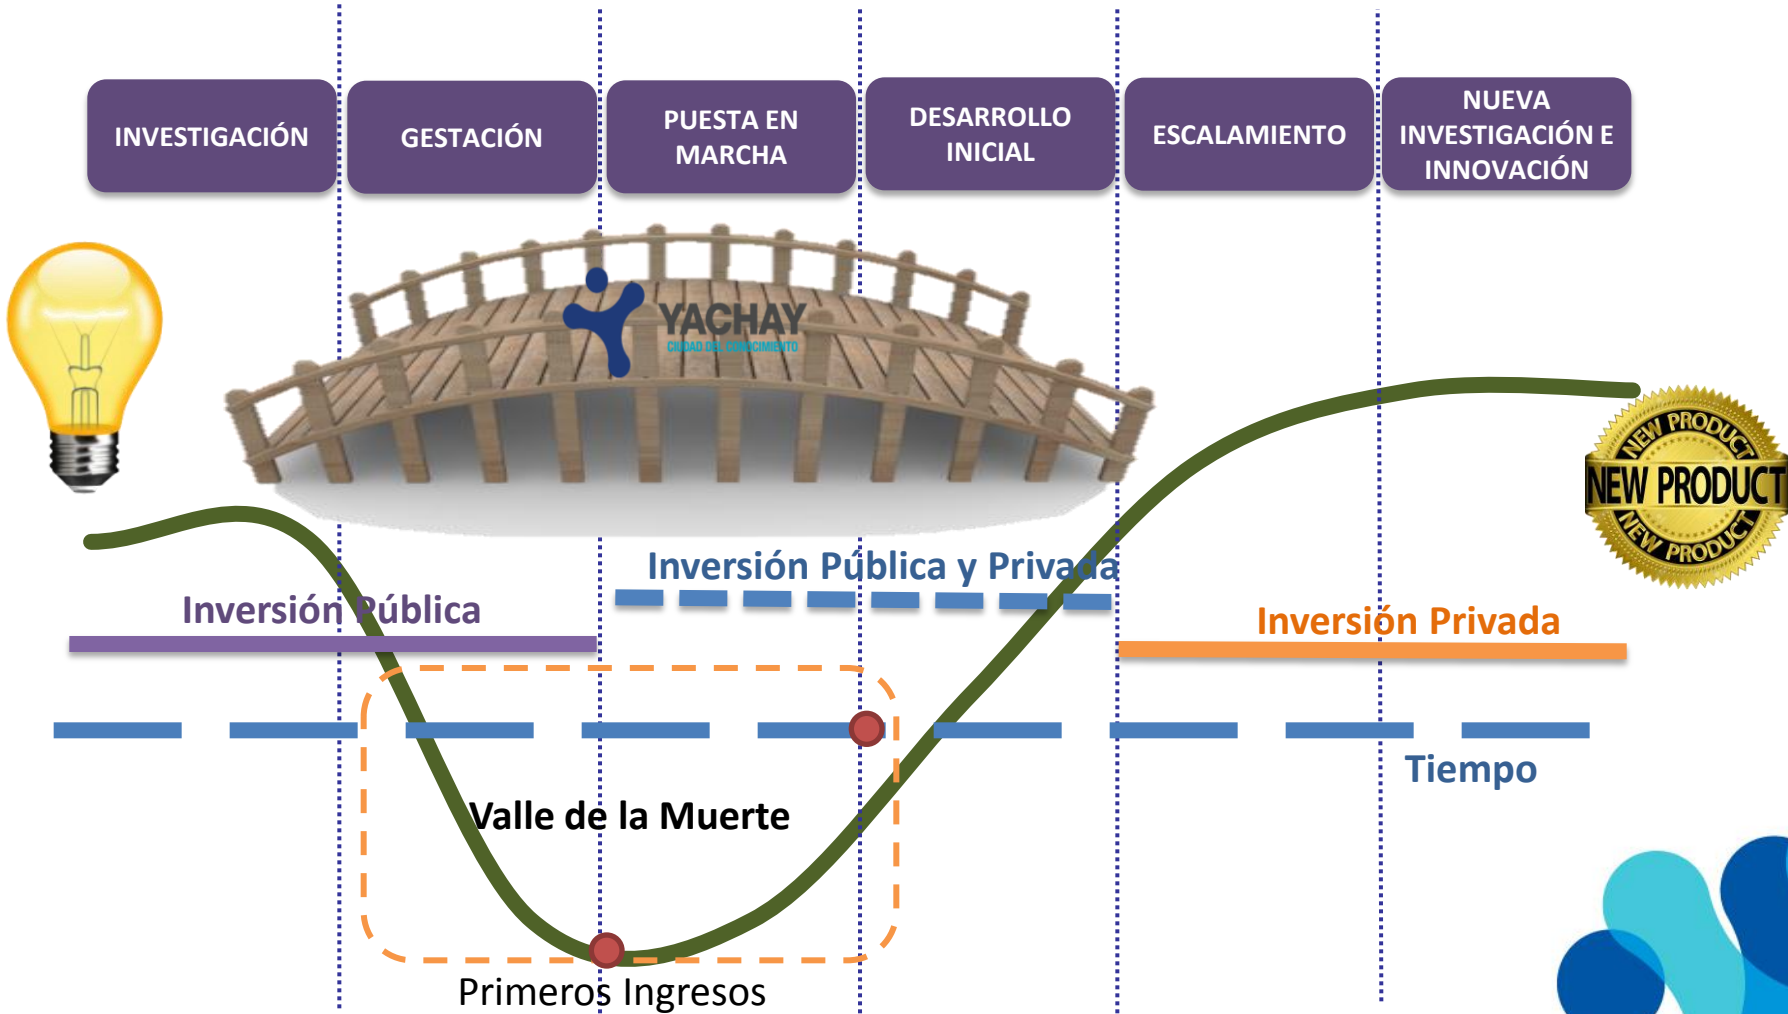 INVESTIGACIÓN
GESTACIÓN
PUESTA EN
MARCHA
DESARROLLO
INICIAL
ESCALAMIENTO
NUEVA
INVESTIGACIÓN E
INNOVACIÓN
YACHAY
CIUDAD DEL CONOCIMIENTO
NEW PRODUCT
NEW PRODUCT
NEW PRODUCT
Inversión Pública y Privada
Inversión Pública
Inversión Privada
Tiempo
Valle de la Muerte
Primeros Ingresos